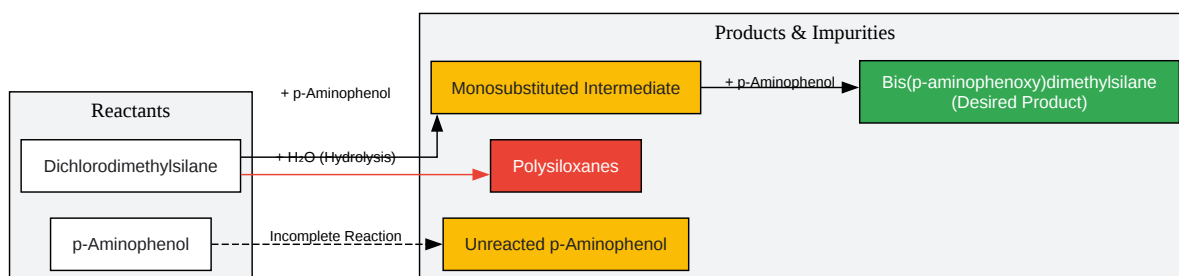 Products & Impurities
Monosubstituted Intermediate
+ p-Aminophenol
Bis(p-aminophenoxy)dimethylsilane
(Desired Product)
+ p-Aminophenol
Reactants
Dichlorodimethylsilane
+ H₂O (Hydrolysis)
Polysiloxanes
p-Aminophenol
Incomplete Reaction
Unreacted p-Aminophenol